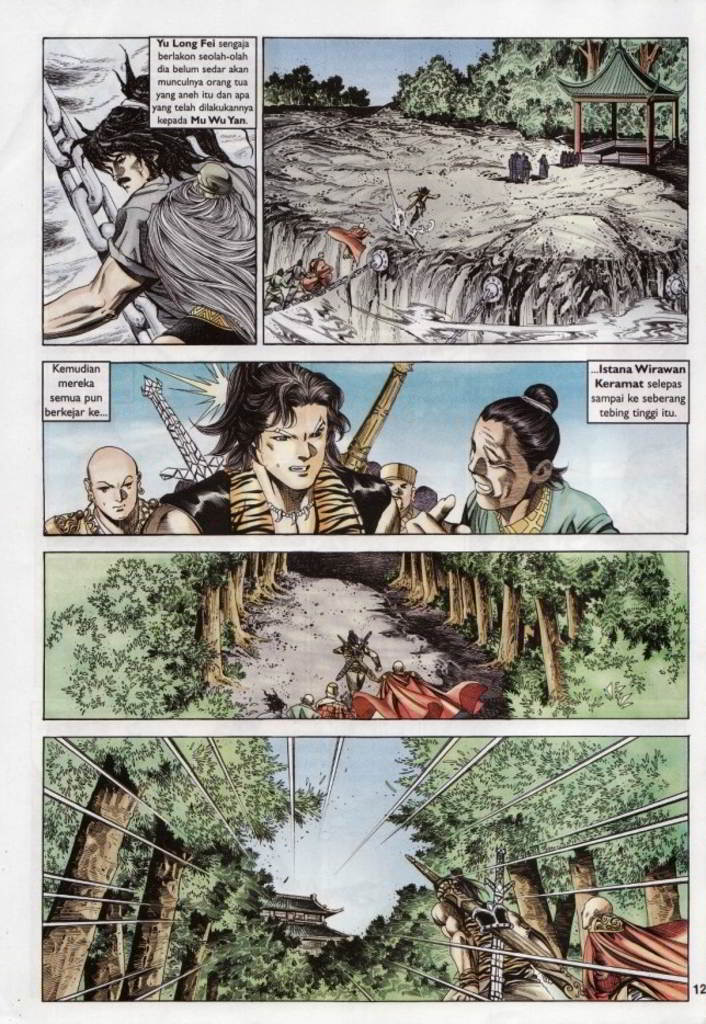 Yu Long Fei sengaja
berlakon seolah-olah
dia belum sedar akan
munculnya orang tua
yang aneh itu dan apa
yang telah dilakukannya
kepada Mu Wu Yan.
Kemudian
mereka
semua pun
berkejar ke...
...Istana Wirawan
Keramat selepas
sampai ke seberang
tebing tinggi itu.
12